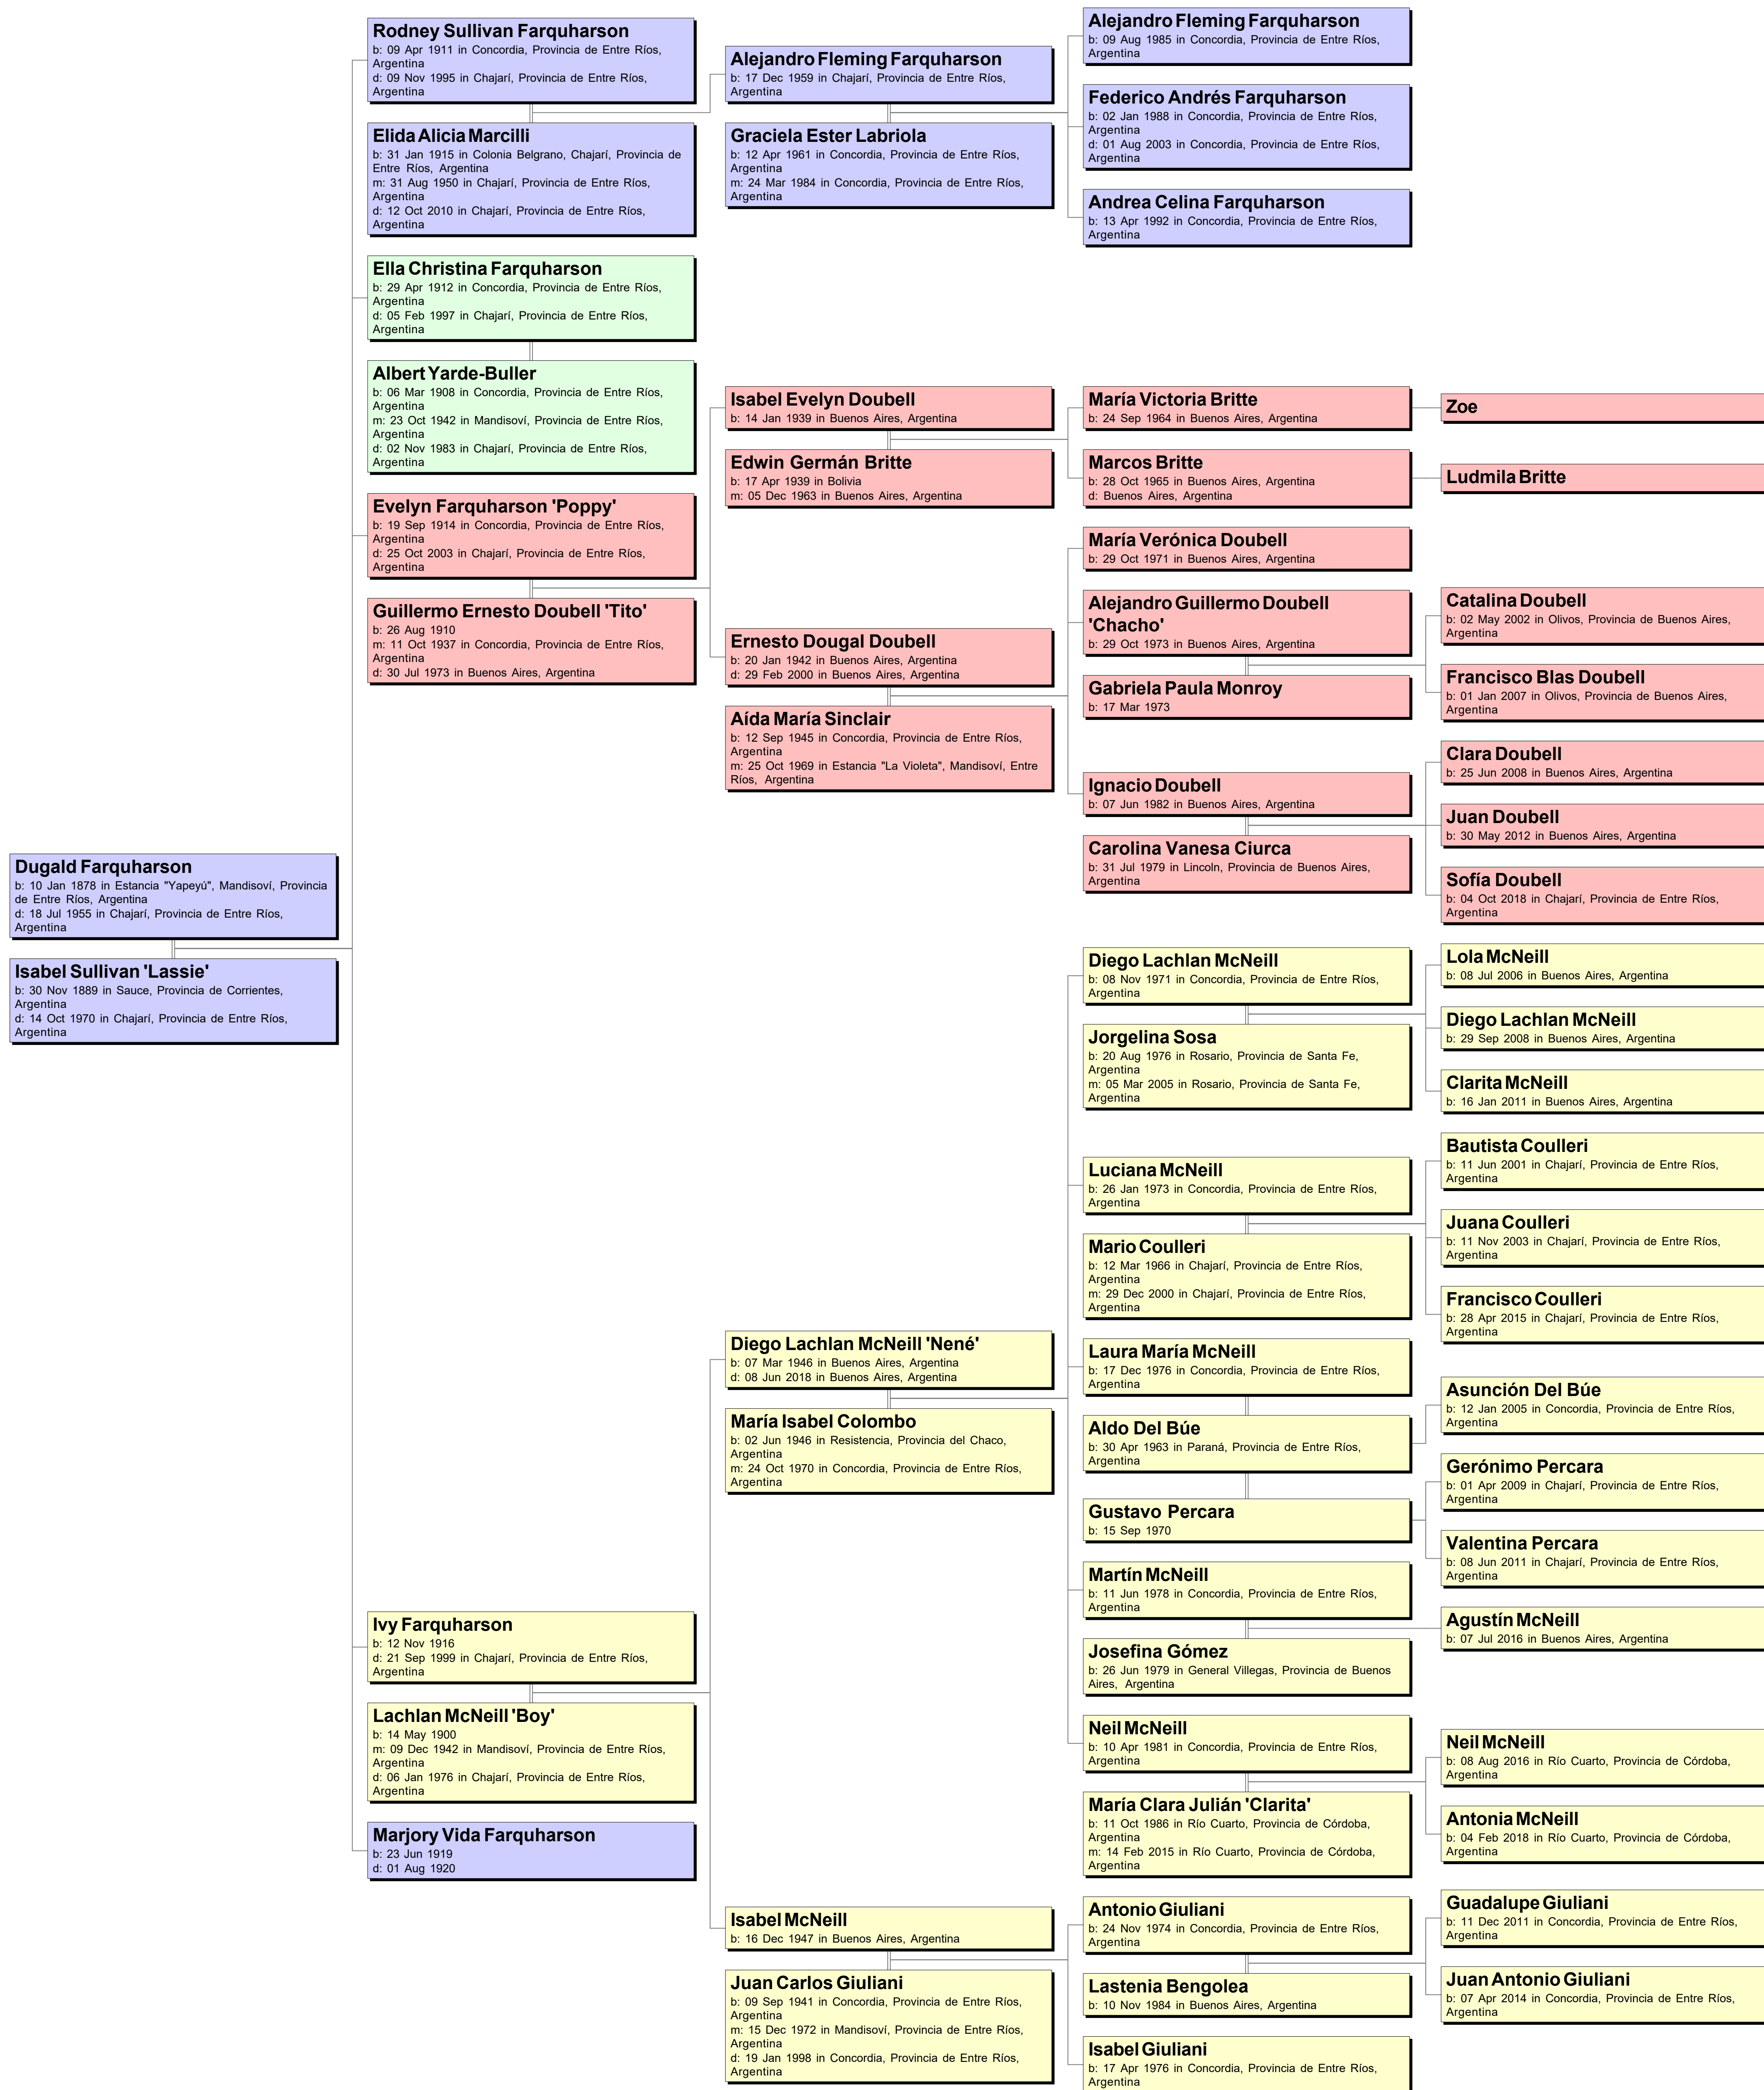 Dugald Farquharson
b: 10 Jan 1878 in Estancia "Yapeyú", Mandisoví, Provincia
de Entre Ríos, Argentina
d: 18 Jul 1955 in Chajarí, Provincia de Entre Ríos,
Argentina
Isabel Sullivan 'Lassie'
b: 30 Nov 1889 in Sauce, Provincia de Corrientes,
Argentina
d: 14 Oct 1970 in Chajarí, Provincia de Entre Ríos,
Argentina
Rodney Sullivan Farquharson
b: 09 Apr 1911 in Concordia, Provincia de Entre Ríos,
Argentina
d: 09 Nov 1995 in Chajarí, Provincia de Entre Ríos,
Argentina
Elida Alicia Marcilli
b: 31 Jan 1915 in Colonia Belgrano, Chajarí, Provincia de
Entre Ríos, Argentina
m: 31 Aug 1950 in Chajarí, Provincia de Entre Ríos,
Argentina
d: 12 Oct 2010 in Chajarí, Provincia de Entre Ríos,
Argentina
Ella Christina Farquharson
b: 29 Apr 1912 in Concordia, Provincia de Entre Ríos,
Argentina
d: 05 Feb 1997 in Chajarí, Provincia de Entre Ríos,
Argentina
Albert Yarde-Buller
b: 06 Mar 1908 in Concordia, Provincia de Entre Ríos,
Argentina
m: 23 Oct 1942 in Mandisoví, Provincia de Entre Ríos,
Argentina
d: 02 Nov 1983 in Chajarí, Provincia de Entre Ríos,
Argentina
Evelyn Farquharson 'Poppy'
b: 19 Sep 1914 in Concordia, Provincia de Entre Ríos,
Argentina
d: 25 Oct 2003 in Chajarí, Provincia de Entre Ríos,
Argentina
Guillermo Ernesto Doubell 'Tito'
b: 26 Aug 1910
m: 11 Oct 1937 in Concordia, Provincia de Entre Ríos,
Argentina
d: 30 Jul 1973 in Buenos Aires, Argentina
Ivy Farquharson
b: 12 Nov 1916
d: 21 Sep 1999 in Chajarí, Provincia de Entre Ríos,
Argentina
Lachlan McNeill 'Boy'
b: 14 May 1900
m: 09 Dec 1942 in Mandisoví, Provincia de Entre Ríos,
Argentina
d: 06 Jan 1976 in Chajarí, Provincia de Entre Ríos,
Argentina
Marjory Vida Farquharson
b: 23 Jun 1919
d: 01 Aug 1920
Alejandro Fleming Farquharson
b: 17 Dec 1959 in Chajarí, Provincia de Entre Ríos,
Argentina
Graciela Ester Labriola
b: 12 Apr 1961 in Concordia, Provincia de Entre Ríos,
Argentina
m: 24 Mar 1984 in Concordia, Provincia de Entre Ríos,
Argentina
Isabel Evelyn Doubell
b: 14 Jan 1939 in Buenos Aires, Argentina
Edwin Germán Britte
b: 17 Apr 1939 in Bolivia
m: 05 Dec 1963 in Buenos Aires, Argentina
Ernesto Dougal Doubell
b: 20 Jan 1942 in Buenos Aires, Argentina
d: 29 Feb 2000 in Buenos Aires, Argentina
Aída María Sinclair
b: 12 Sep 1945 in Concordia, Provincia de Entre Ríos,
Argentina
m: 25 Oct 1969 in Estancia "La Violeta", Mandisoví, Entre
Ríos, Argentina
Diego Lachlan McNeill 'Nené'
b: 07 Mar 1946 in Buenos Aires, Argentina
d: 08 Jun 2018 in Buenos Aires, Argentina
María Isabel Colombo
b: 02 Jun 1946 in Resistencia, Provincia del Chaco,
Argentina
m: 24 Oct 1970 in Concordia, Provincia de Entre Ríos,
Argentina
Isabel McNeill
b: 16 Dec 1947 in Buenos Aires, Argentina
Juan Carlos Giuliani
b: 09 Sep 1941 in Concordia, Provincia de Entre Ríos,
Argentina
m: 15 Dec 1972 in Mandisoví, Provincia de Entre Ríos,
Argentina
d: 19 Jan 1998 in Concordia, Provincia de Entre Ríos,
Argentina
Alejandro Fleming Farquharson
b: 09 Aug 1985 in Concordia, Provincia de Entre Ríos,
Argentina
Federico Andrés Farquharson
b: 02 Jan 1988 in Concordia, Provincia de Entre Ríos,
Argentina
d: 01 Aug 2003 in Concordia, Provincia de Entre Ríos,
Argentina
Andrea Celina Farquharson
b: 13 Apr 1992 in Concordia, Provincia de Entre Ríos,
Argentina
María Victoria Britte
b: 24 Sep 1964 in Buenos Aires, Argentina
Marcos Britte
b: 28 Oct 1965 in Buenos Aires, Argentina
d: Buenos Aires, Argentina
María Verónica Doubell
b: 29 Oct 1971 in Buenos Aires, Argentina
Alejandro Guillermo Doubell
'Chacho'
b: 29 Oct 1973 in Buenos Aires, Argentina
Gabriela Paula Monroy
b: 17 Mar 1973
Ignacio Doubell
b: 07 Jun 1982 in Buenos Aires, Argentina
Carolina Vanesa Ciurca
b: 31 Jul 1979 in Lincoln, Provincia de Buenos Aires,
Argentina
Diego Lachlan McNeill
b: 08 Nov 1971 in Concordia, Provincia de Entre Ríos,
Argentina
Jorgelina Sosa
b: 20 Aug 1976 in Rosario, Provincia de Santa Fe,
Argentina
m: 05 Mar 2005 in Rosario, Provincia de Santa Fe,
Argentina
Luciana McNeill
b: 26 Jan 1973 in Concordia, Provincia de Entre Ríos,
Argentina
Mario Coulleri
b: 12 Mar 1966 in Chajarí, Provincia de Entre Ríos,
Argentina
m: 29 Dec 2000 in Chajarí, Provincia de Entre Ríos,
Argentina
Laura María McNeill
b: 17 Dec 1976 in Concordia, Provincia de Entre Ríos,
Argentina
Aldo Del Búe
b: 30 Apr 1963 in Paraná, Provincia de Entre Ríos,
Argentina
Gustavo Percara
b: 15 Sep 1970
Martín McNeill
b: 11 Jun 1978 in Concordia, Provincia de Entre Ríos,
Argentina
Josefina Gómez
b: 26 Jun 1979 in General Villegas, Provincia de Buenos
Aires, Argentina
Neil McNeill
b: 10 Apr 1981 in Concordia, Provincia de Entre Ríos,
Argentina
María Clara Julián 'Clarita'
b: 11 Oct 1986 in Río Cuarto, Provincia de Córdoba,
Argentina
m: 14 Feb 2015 in Río Cuarto, Provincia de Córdoba,
Argentina
Antonio Giuliani
b: 24 Nov 1974 in Concordia, Provincia de Entre Ríos,
Argentina
Lastenia Bengolea
b: 10 Nov 1984 in Buenos Aires, Argentina
Isabel Giuliani
b: 17 Apr 1976 in Concordia, Provincia de Entre Ríos,
Argentina
Zoe
Ludmila Britte
Catalina Doubell
b: 02 May 2002 in Olivos, Provincia de Buenos Aires,
Argentina
Francisco Blas Doubell
b: 01 Jan 2007 in Olivos, Provincia de Buenos Aires,
Argentina
Clara Doubell
b: 25 Jun 2008 in Buenos Aires, Argentina
Juan Doubell
b: 30 May 2012 in Buenos Aires, Argentina
Sofía Doubell
b: 04 Oct 2018 in Chajarí, Provincia de Entre Ríos,
Argentina
Lola McNeill
b: 08 Jul 2006 in Buenos Aires, Argentina
Diego Lachlan McNeill
b: 29 Sep 2008 in Buenos Aires, Argentina
Clarita McNeill
b: 16 Jan 2011 in Buenos Aires, Argentina
Bautista Coulleri
b: 11 Jun 2001 in Chajarí, Provincia de Entre Ríos,
Argentina
Juana Coulleri
b: 11 Nov 2003 in Chajarí, Provincia de Entre Ríos,
Argentina
Francisco Coulleri
b: 28 Apr 2015 in Chajarí, Provincia de Entre Ríos,
Argentina
Asunción Del Búe
b: 12 Jan 2005 in Concordia, Provincia de Entre Ríos,
Argentina
Gerónimo Percara
b: 01 Apr 2009 in Chajarí, Provincia de Entre Ríos,
Argentina
Valentina Percara
b: 08 Jun 2011 in Chajarí, Provincia de Entre Ríos,
Argentina
Agustín McNeill
b: 07 Jul 2016 in Buenos Aires, Argentina
Neil McNeill
b: 08 Aug 2016 in Río Cuarto, Provincia de Córdoba,
Argentina
Antonia McNeill
b: 04 Feb 2018 in Río Cuarto, Provincia de Córdoba,
Argentina
Guadalupe Giuliani
b: 11 Dec 2011 in Concordia, Provincia de Entre Ríos,
Argentina
Juan Antonio Giuliani
b: 07 Apr 2014 in Concordia, Provincia de Entre Ríos,
Argentina